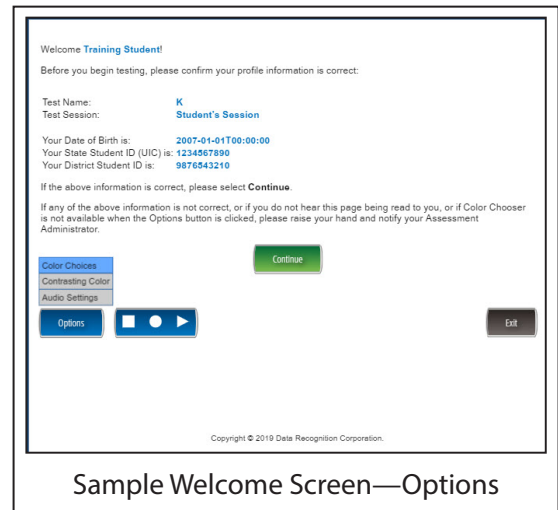 Welcome Training Student!
Before you begin testing, please confirm your profile information is correct:
Test Name: K
Test Session: Student's Session
Your Date of Birth is: 2007-01-01T00:00:00
Your State Student ID (UIC) is: 1234567890
Your District Student ID is: 9876543210
If the above information is correct, please select Continue.
If any of the above information is not correct, or if you do not hear this page being read to you, or if Color Chooser
is not available when the Options button is clicked, please raise your hand and notify your Assessment
Administrator.
Continue
Color Choices
Contrasting Color
Audio Settings
Options
Exit
Copyright © 2019 Data Recognition Corporation.
Sample Welcome Screen—Options